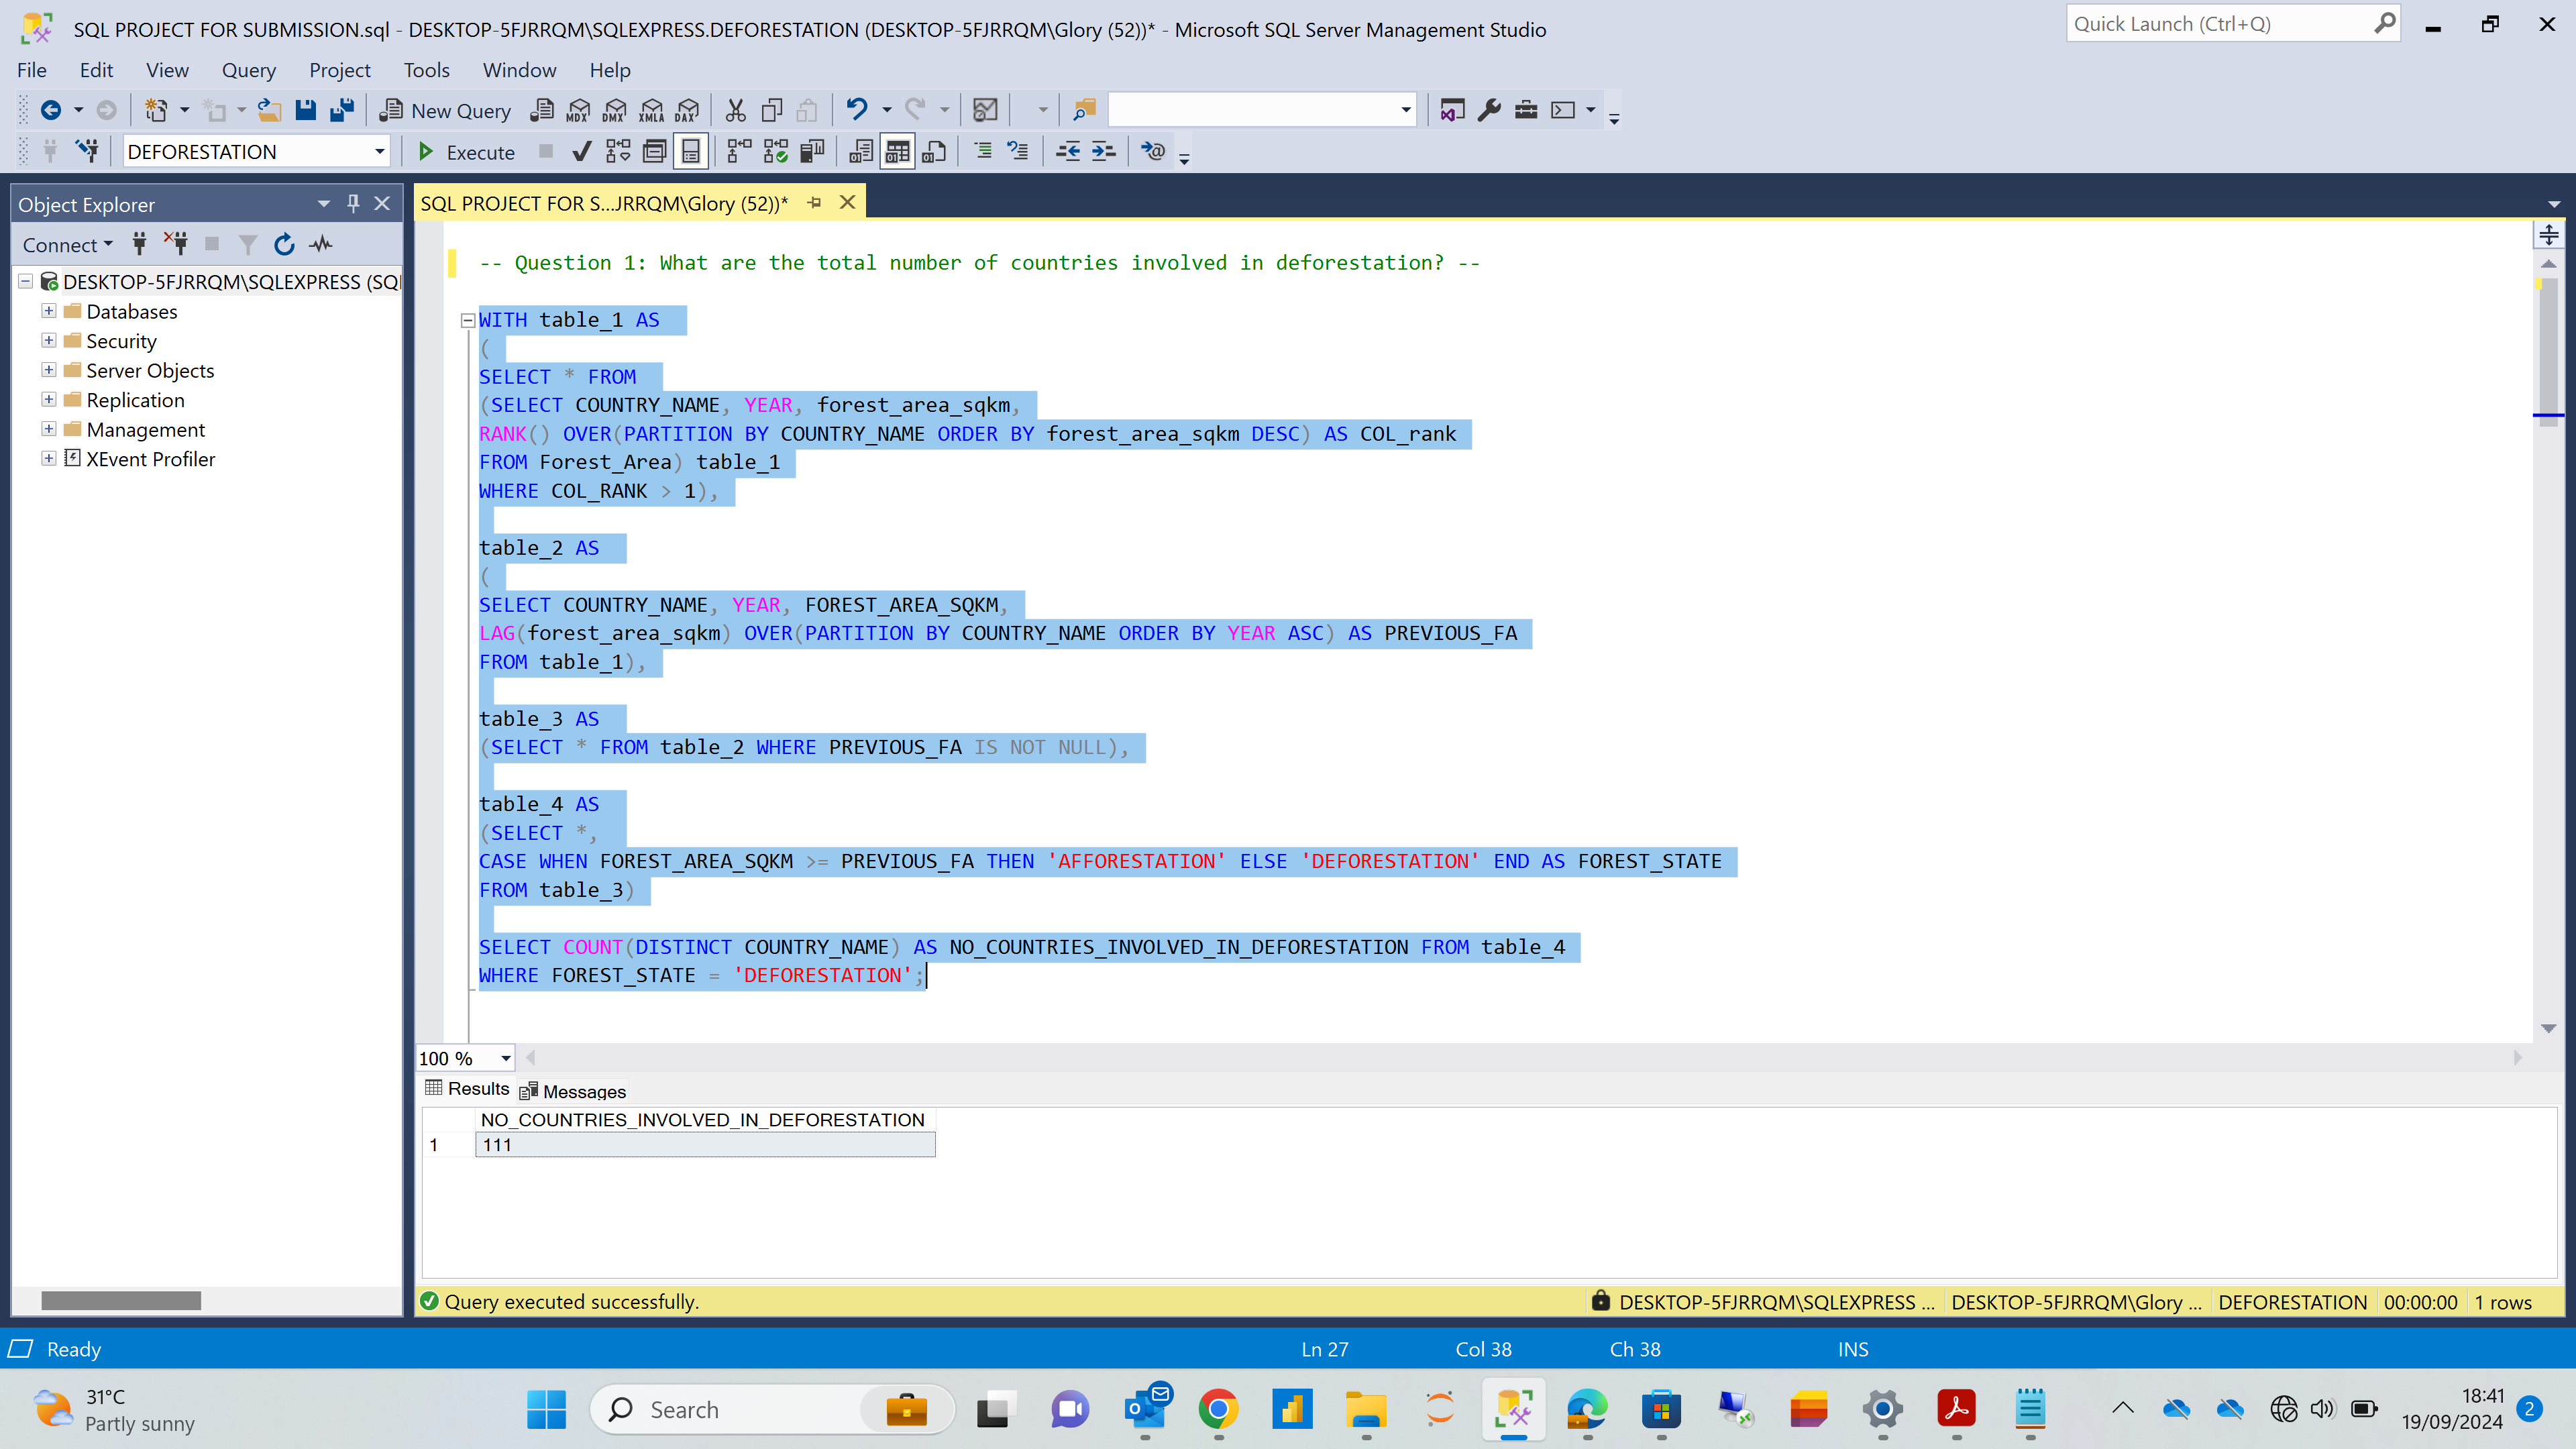 SQL PROJECT FOR SUBMISSION.sql - DESKTOP-5FJRRQM\SQLEXPRESS.DEFORESTATION (DESKTOP-5FJRRQM\Glory (52))* - Microsoft SQL Server Management Studio
Quick Launch (Ctrl+Q)
File Edit View Query Project Tools Window Help
New Query MDX DMX XMLA DAX
DEFORESTATION Execute
Object Explorer
SQL PROJECT FOR S...JRRQM\Glory (52))*
Connect
DESKTOP-5FJRRQM\SQLEXPRESS (SQL
Databases
Security
Server Objects
Replication
Management
XEvent Profiler
-- Question 1: What are the total number of countries involved in deforestation? --
WITH table_1 AS
(
SELECT * FROM
(SELECT COUNTRY_NAME, YEAR, forest_area_sqkm,
RANK() OVER(PARTITION BY COUNTRY_NAME ORDER BY forest_area_sqkm DESC) AS COL_rank
FROM Forest_Area) table_1
WHERE COL_RANK > 1),
table_2 AS
(
SELECT COUNTRY_NAME, YEAR, FOREST_AREA_SQKM,
LAG(forest_area_sqkm) OVER(PARTITION BY COUNTRY_NAME ORDER BY YEAR ASC) AS PREVIOUS_FA
FROM table_1),
table_3 AS
(SELECT * FROM table_2 WHERE PREVIOUS_FA IS NOT NULL),
table_4 AS
(SELECT *,
CASE WHEN FOREST_AREA_SQKM >= PREVIOUS_FA THEN 'AFFORESTATION' ELSE 'DEFORESTATION' END AS FOREST_STATE
FROM table_3)
SELECT COUNT(DISTINCT COUNTRY_NAME) AS NO_COUNTRIES_INVOLVED_IN_DEFORESTATION FROM table_4
WHERE FOREST_STATE = 'DEFORESTATION';
100 %
Results Messages
NO_COUNTRIES_INVOLVED_IN_DEFORESTATION
1 111
Query executed successfully.
DESKTOP-5FJRRQM\SQLEXPRESS ... DESKTOP-5FJRRQM\Glory ... DEFORESTATION 00:00:00 1 rows
Ready
Ln 27 Col 38 Ch 38 INS
31°C
Partly sunny
Search
18:41
19/09/2024
2